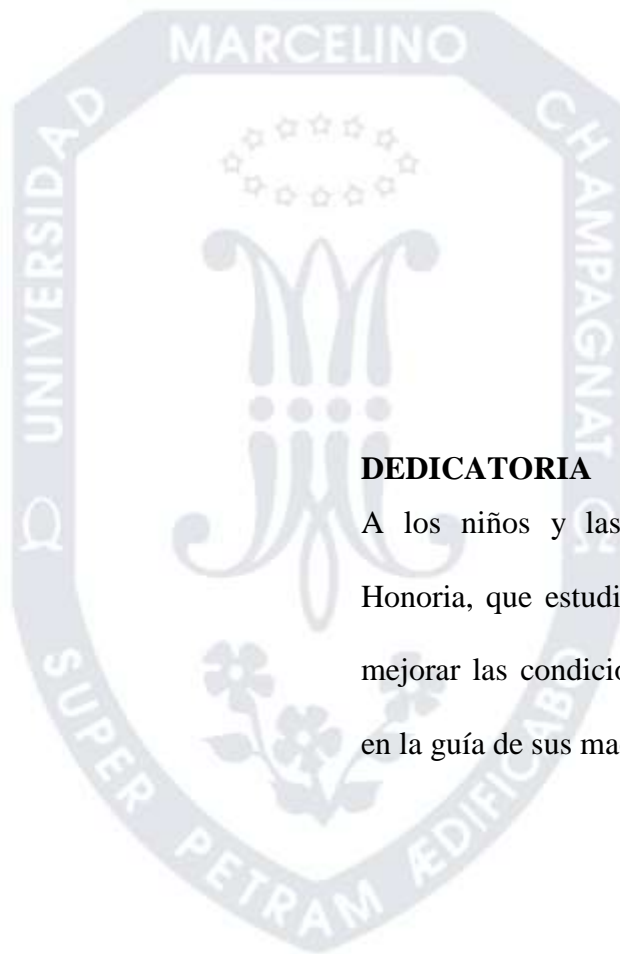 MARCELINO
UNIVERSIDAD
CHAMPAGNAT
DEDICATORIA
A los niños y las
Honoria, que estudi
mejorar las condicio
en la guía de sus ma
SUPER PETRAM ÆDIFICABO